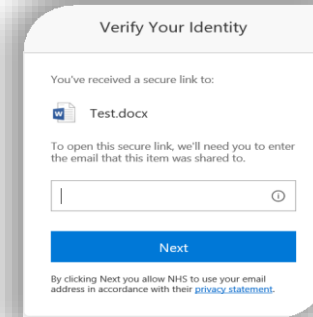 Verify Your Identity
You've received a secure link to:
Test.docx
To open this secure link, we'll need you to enter
the email that this item was shared to.
Next
By clicking Next you allow NHS to use your email
address in accordance with their privacy statement.